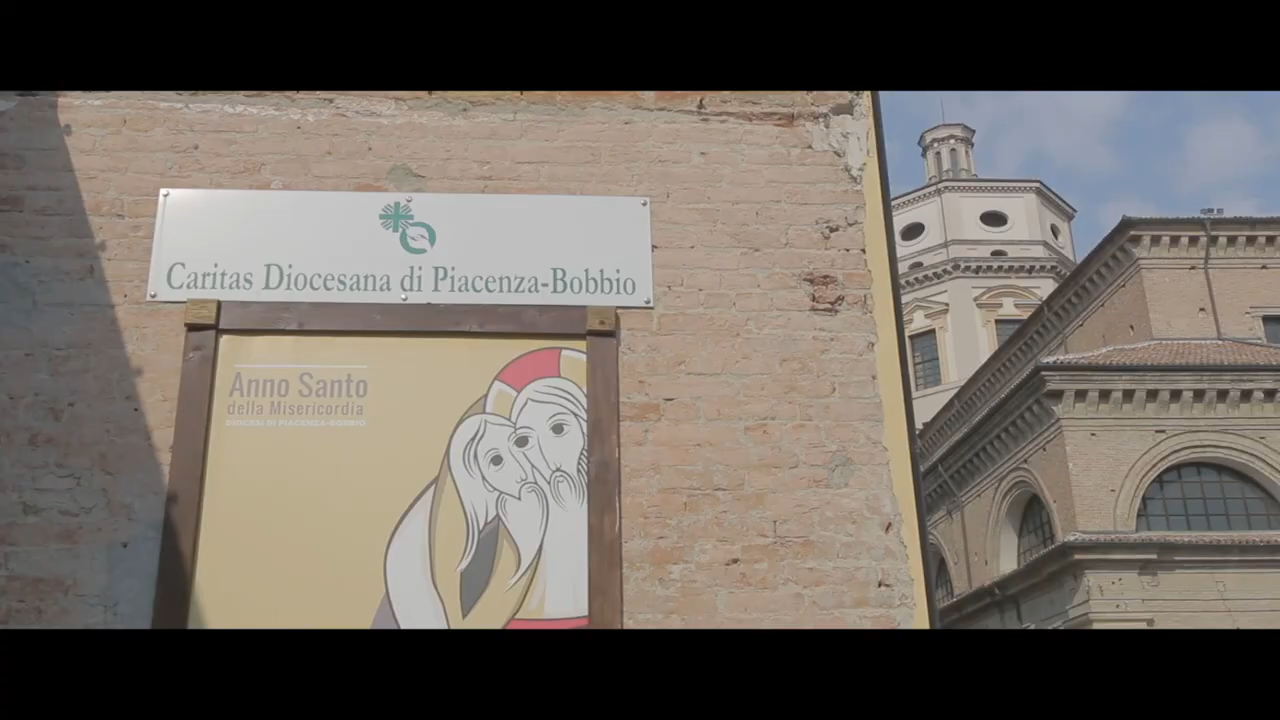 Caritas Diocesana di Piacenza-Bobbio
Anno Santo
della Misericordia
DIOCESI DI PIACENZA-BOBBIO